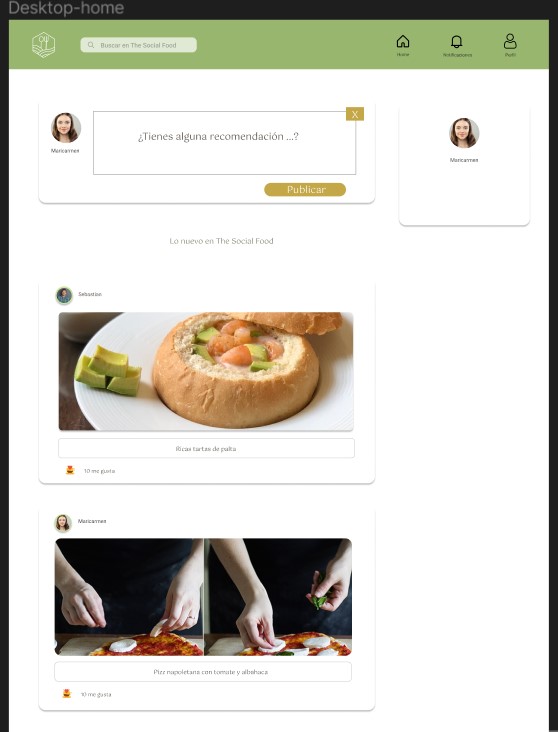 Desktop-home
Buscar en The Social Food
Home
Notificaciones
Perfil
Maricarmen
¿Tienes alguna recomendación ...?
X
Publicar
Maricarmen
Lo nuevo en The Social Food
Sebastian
Ricas tartas de palta
10 me gusta
Maricarmen
Pizz napoletana con tomate y albahaca
10 me gusta